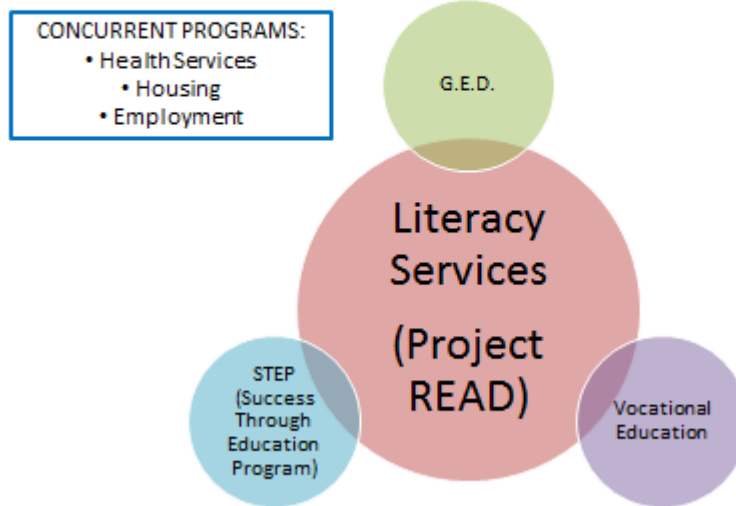 CONCURRENT PROGRAMS:
• Health Services
• Housing
• Employment
G.E.D.
Literacy
Services
(Project
READ)
STEP
(Success
Through
Education
Program)
Vocational
Education